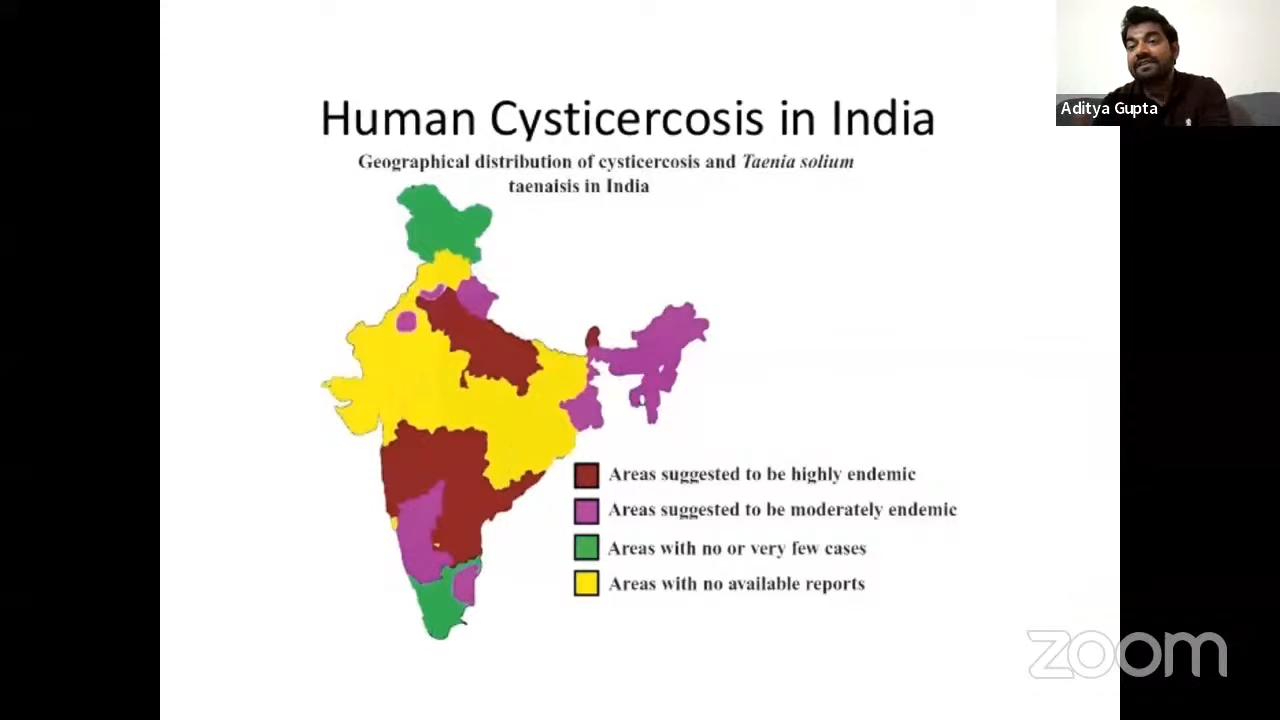 Human Cysticercosis in India
Geographical distribution of cysticercosis and Taenia solium
taenaisis in India
Areas suggested to be highly endemic
Areas suggested to be moderately endemic
Areas with no or very few cases
Areas with no available reports
Aditya Gupta
zoom